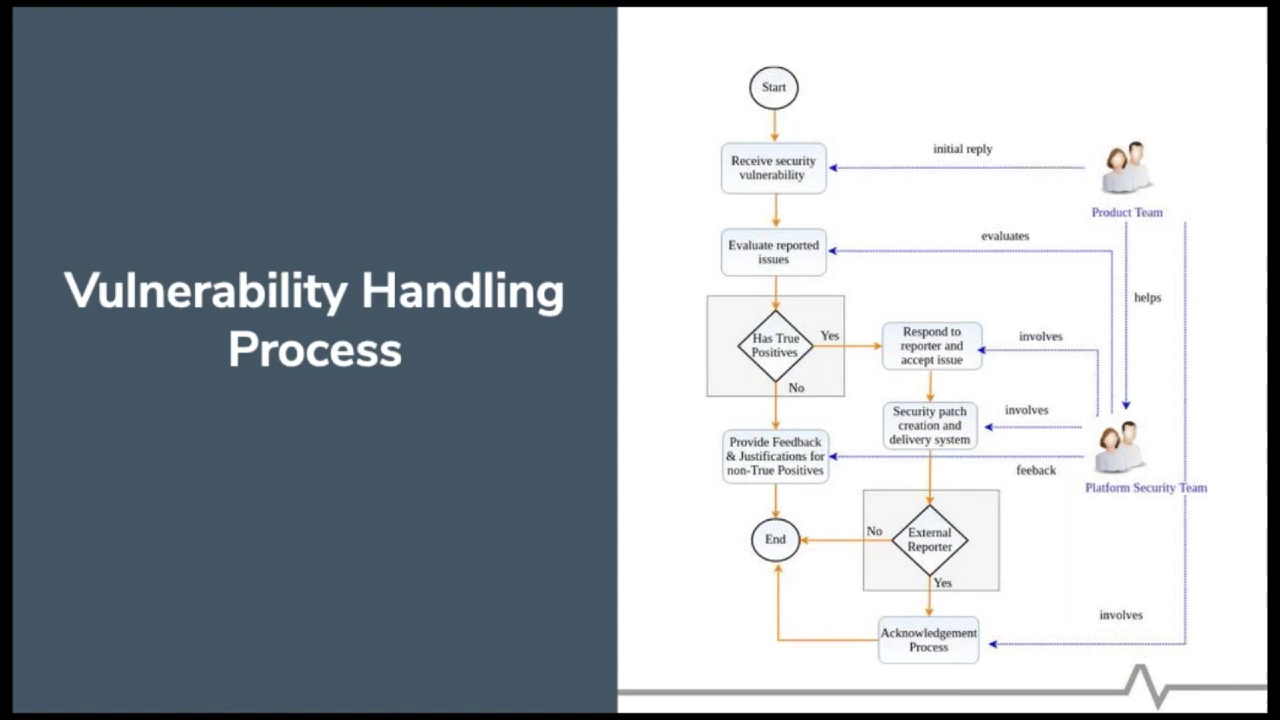 Vulnerability Handling
Process
Start
Receive security
vulnerability
initial reply
Product Team
Evaluate reported
issues
evaluates
helps
Has True
Positives
Yes
No
Respond to
reporter and
accept issue
involves
Security patch
creation and
delivery system
involves
Provide Feedback
& Justifications for
non-True Positives
feeback
Platform Security Team
End
No
External
Reporter
Yes
Acknowledgement
Process
involves